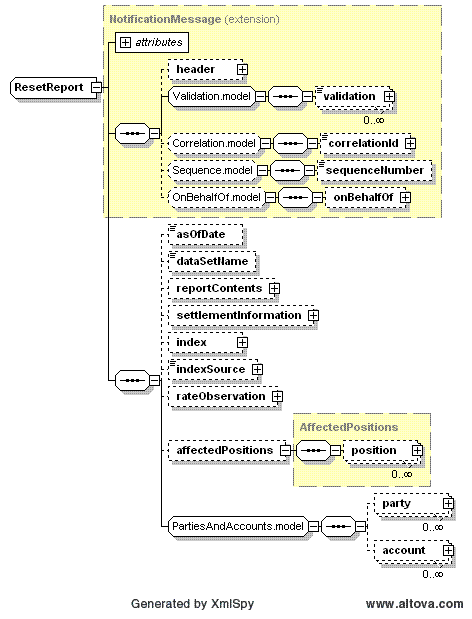 NotificationMessage (extension)
attributes
ResetReport
header
Validation.model
validation
0..∞
Correlation.model
correlationId
Sequence.model
sequenceNumber
OnBehalfOf.model
onBehalfOf
asOfDate
dataSetName
reportContents
settlementInformation
index
indexSource
rateObservation
AffectedPositions
affectedPositions
position
0..∞
PartiesAndAccounts.model
party
0..∞
account
0..∞
Generated by XmlSpy
www.altova.com